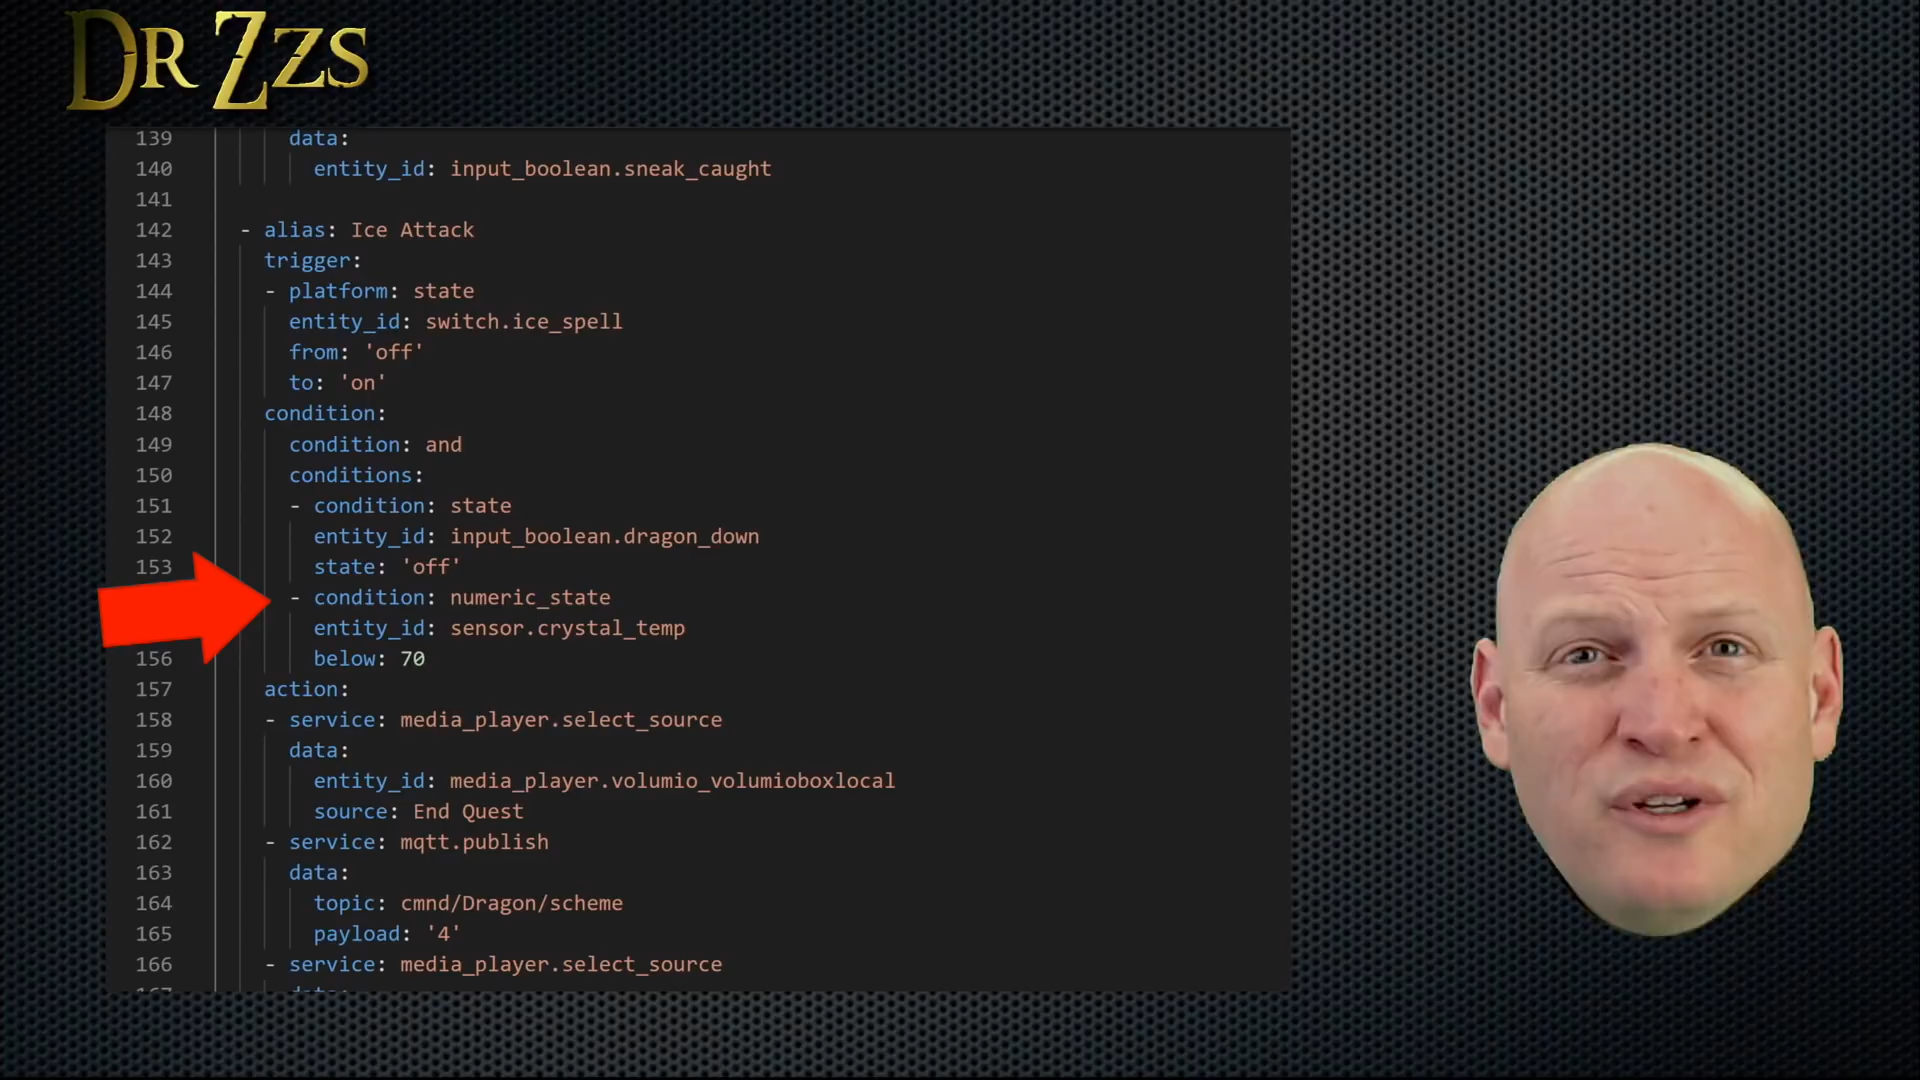 DR ZZS
139 data:
140 entity_id: input_boolean.sneak_caught
141
142 - alias: Ice Attack
143 trigger:
144 - platform: state
145 entity_id: switch.ice_spell
146 from: 'off'
147 to: 'on'
148 condition:
149 condition: and
150 conditions:
151 - condition: state
152 entity_id: input_boolean.dragon_down
153 state: 'off'
- condition: numeric_state
entity_id: sensor.crystal_temp
156 below: 70
157 action:
158 - service: media_player.select_source
159 data:
160 entity_id: media_player.volumio_volumioboxlocal
161 source: End Quest
162 - service: mqtt.publish
163 data:
164 topic: cmnd/Dragon/scheme
165 payload: '4'
166 - service: media_player.select_source